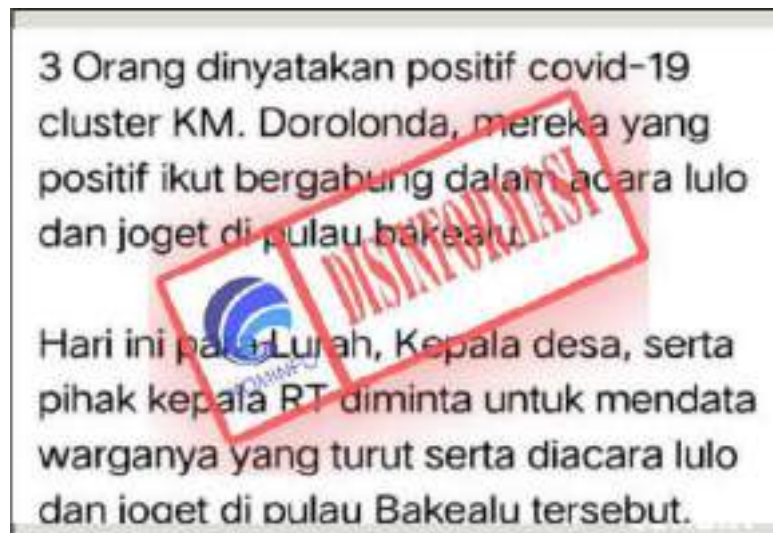 3 Orang dinyatakan positif covid-19
cluster KM. Dorolonda, mereka yang
positif ikut bergabung dalam acara lulo
dan joget di pulau bakealu.
DISINFORMASI
Hari ini para Lurah, Kepala desa, serta
KOMINFO
pihak kepala RT diminta untuk mendata
warganya yang turut serta diacara lulo
dan joget di pulau Bakealu tersebut.